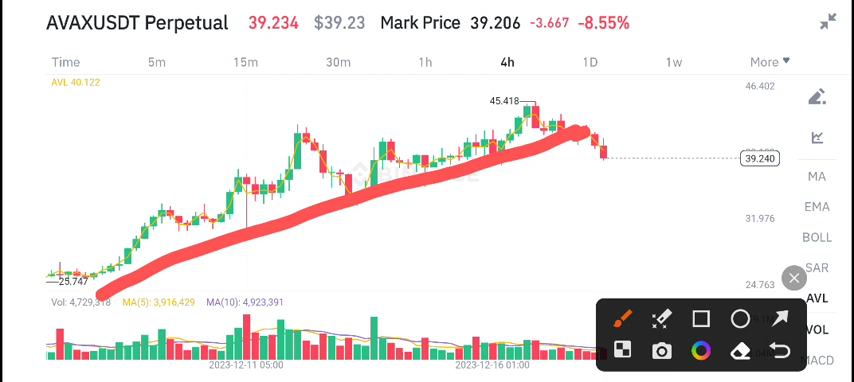 AVAXUSDT Perpetual 39.234 $39.23 Mark Price 39.206 -3.667 -8.55%
Time 5m 15m 30m 1h 4h 1D 1w More
AVL 40.122
46.402
45.418
39.240
MA
31.976
EMA
BOLL
25.747
24.763
SAR
AVL
Vol: 4,729,318 MA(5): 3,916,429 MA(10): 4,923,391
VOL
MACD
2023-12-11 05:00 2023-12-16 01:00